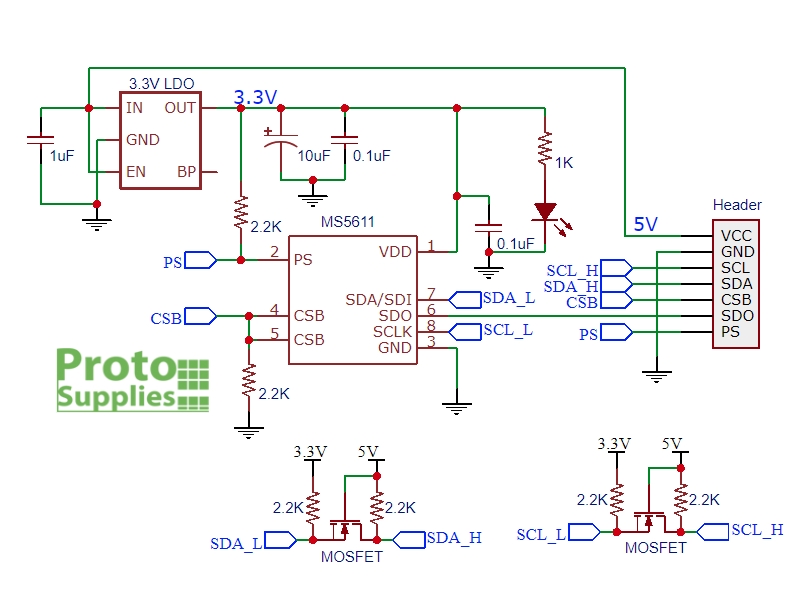 3.3V LDO
3.3V
IN OUT
GND
EN BP
1uF
+
10uF
0.1uF
1K
2.2K
MS5611
0.1uF
5V
Header
PS
2 PS
VDD 1
CSB
4 CSB
5 CSB
SDA/SDI 7 SDA_L
SDO 6
SCLK 8 SCL_L
GND 3
2.2K
VCC
GND
SCL_H SCL
SDA_H SDA
CSB CSB
SDO
PS PS
Proto
Supplies
3.3V 5V
2.2K 2.2K
SDA_L SDA_H
MOSFET
3.3V 5V
2.2K 2.2K
SCL_L SCL_H
MOSFET